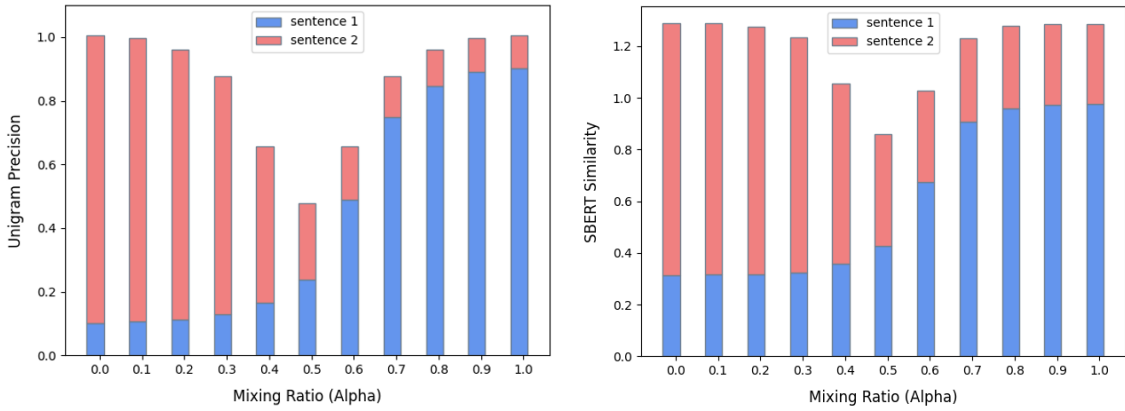 sentence 1
sentence 2
1.0
0.8
0.6
0.4
0.2
0.0
Unigram Precision
0.0 0.1 0.2 0.3 0.4 0.5 0.6 0.7 0.8 0.9 1.0
Mixing Ratio (Alpha)
sentence 1
sentence 2
1.2
1.0
0.8
0.6
0.4
0.2
0.0
SBERT Similarity
0.0 0.1 0.2 0.3 0.4 0.5 0.6 0.7 0.8 0.9 1.0
Mixing Ratio (Alpha)